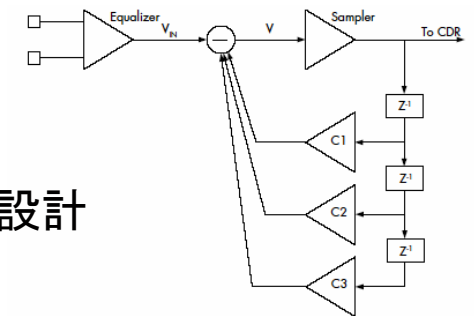 Equalizer
V_IN
V
Sampler
To CDR
Z-1
C1
Z-1
設計
C2
Z-1
C3